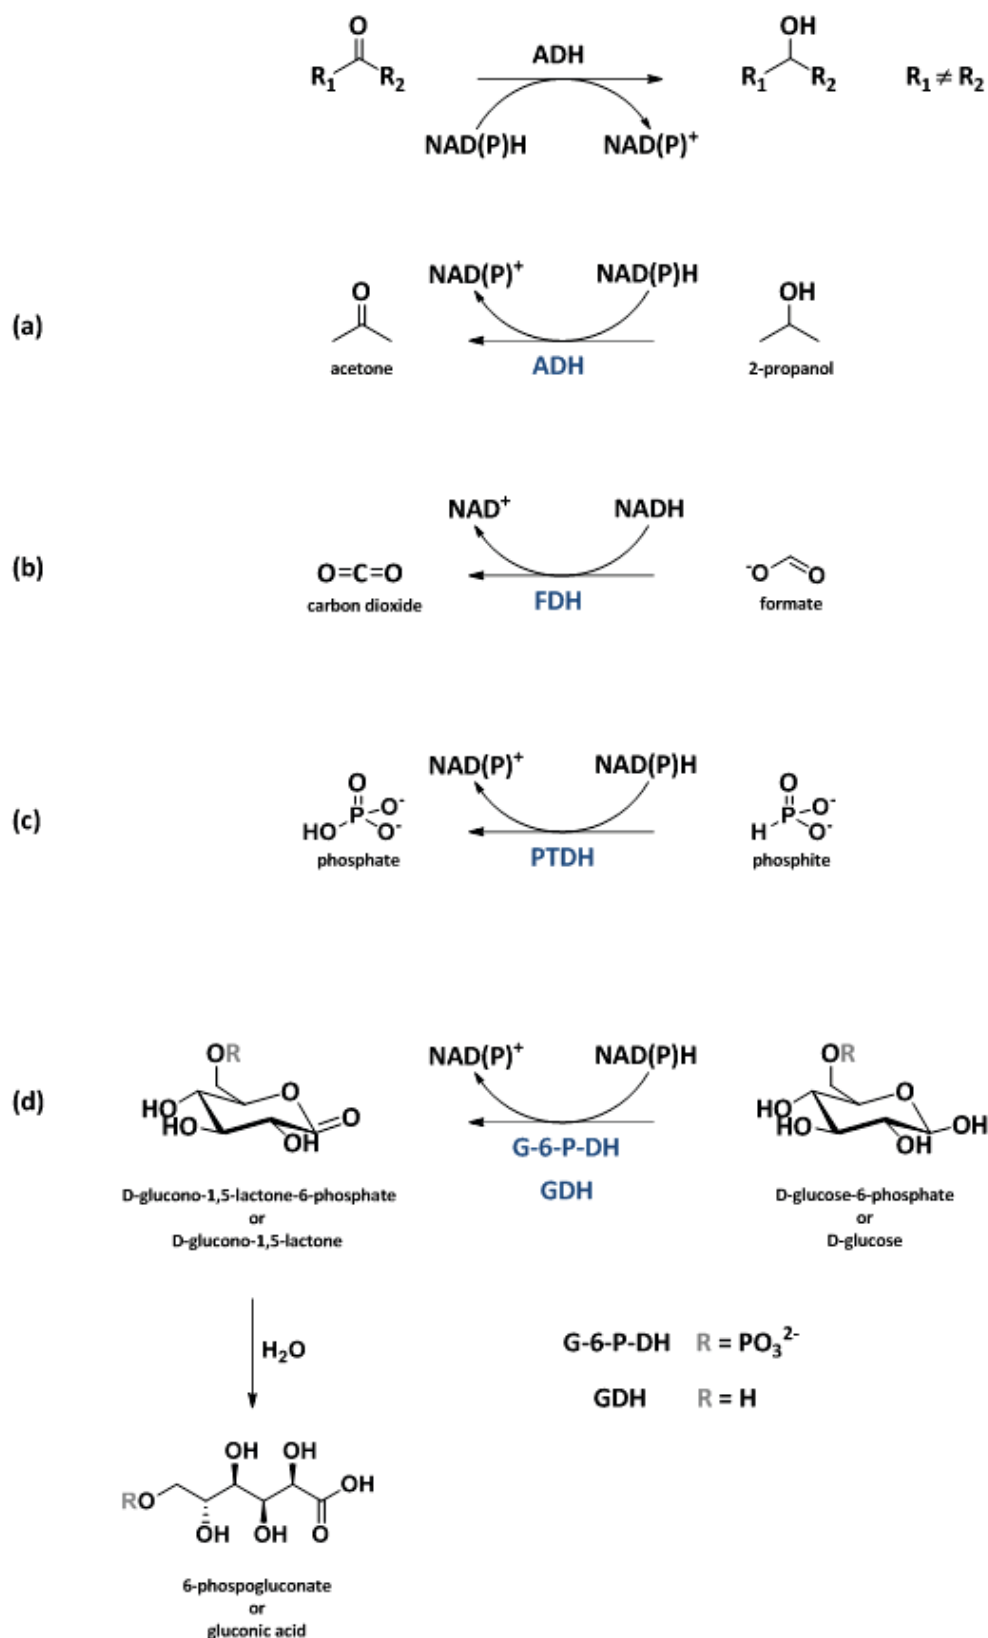 O
OH
ADH
R₁ R₂
R₁ R₂
R₁ ≠ R₂
NAD(P)H
NAD(P)⁺
(a)
NAD(P)⁺
NAD(P)H
O
OH
ADH
acetone
2-propanol
(b)
NAD⁺
NADH
O=C=O
⁻O O
FDH
carbon dioxide
formate
(c)
NAD(P)⁺
NAD(P)H
O
O
P O⁻
HO O⁻
P O⁻
H O⁻
PTDH
phosphate
phosphite
(d)
OR
NAD(P)⁺
NAD(P)H
OR
O
HO
HO
OH
O
O
HO
HO
OH
OH
G-6-P-DH
GDH
D-glucono-1,5-lactone-6-phosphate
or
D-glucono-1,5-lactone
D-glucose-6-phosphate
or
D-glucose
H₂O
G-6-P-DH R = PO₃²⁻
GDH R = H
OH OH
RO OH
OH OH O
6-phospogluconate
or
gluconic acid